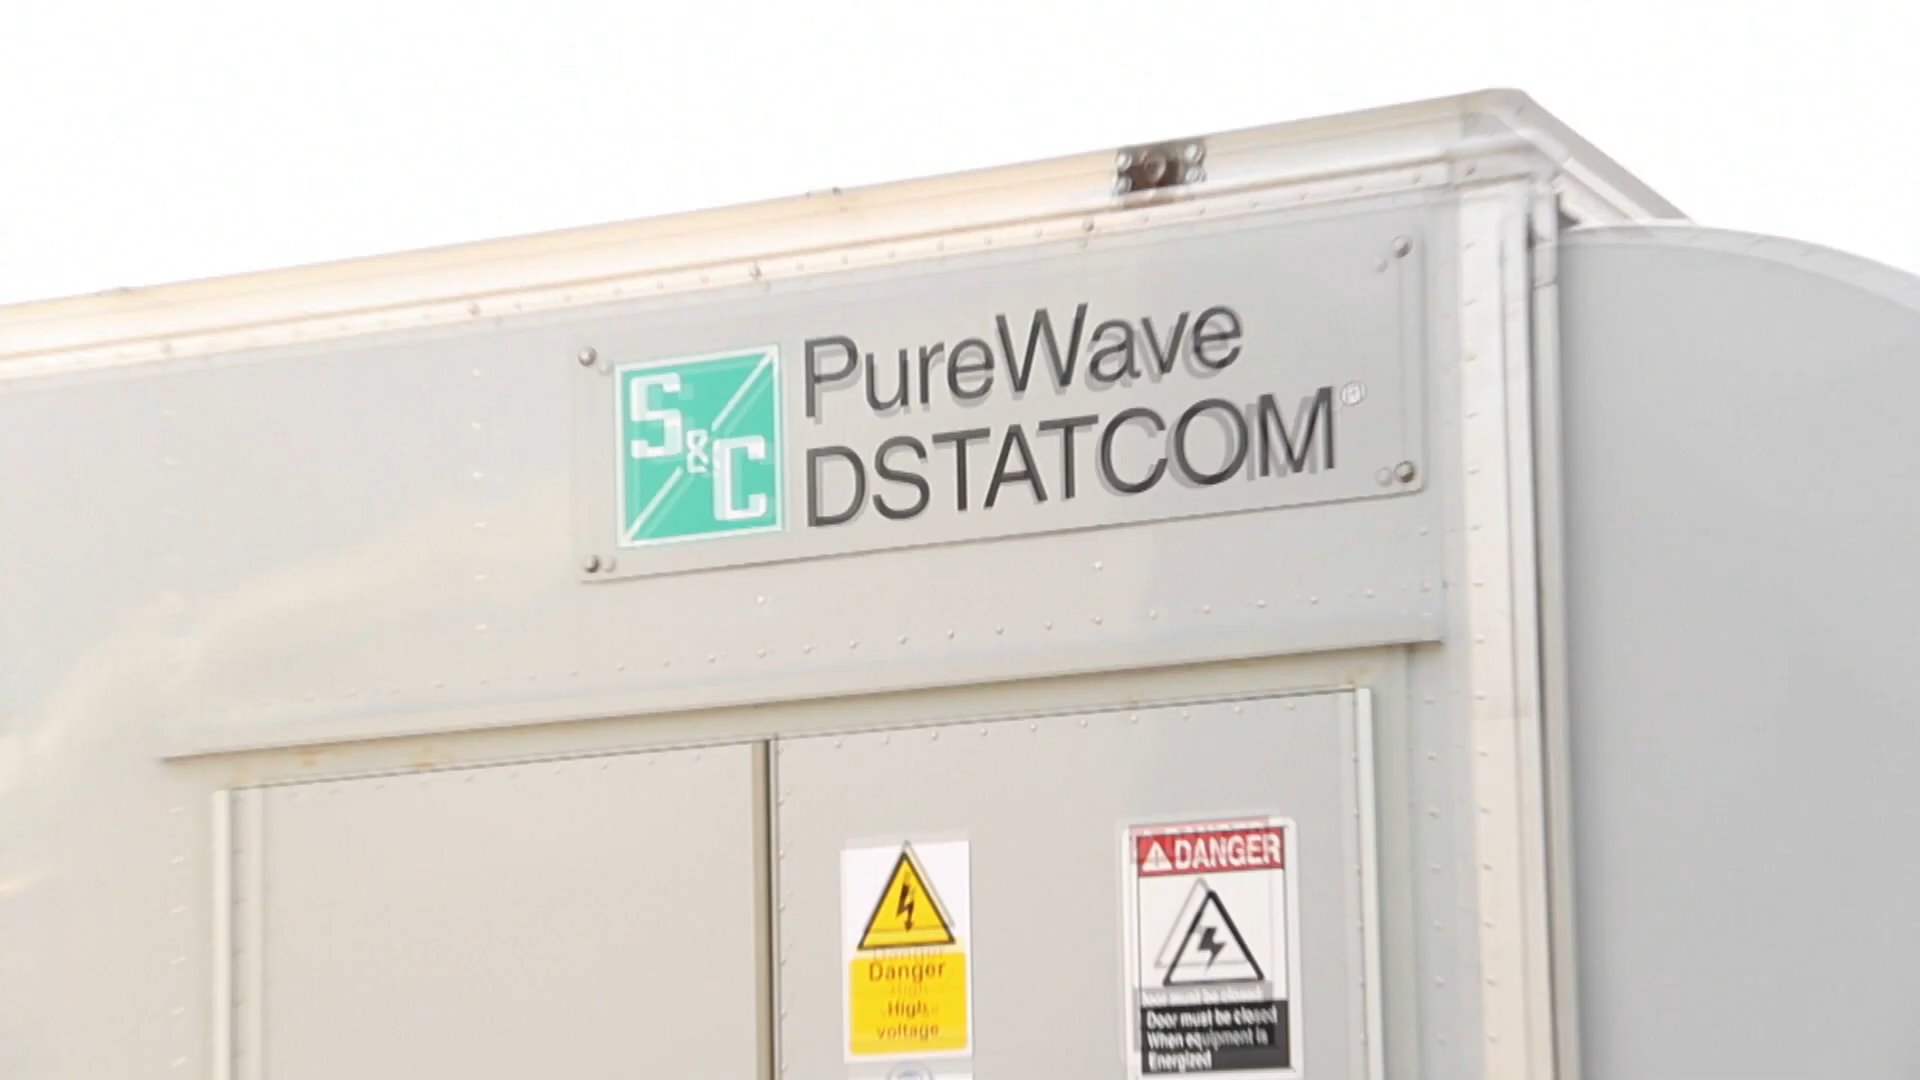 S&C
PureWave
DSTATCOM®
DANGER
Danger
High
voltage
Door must be closed
When equipment is
Energized